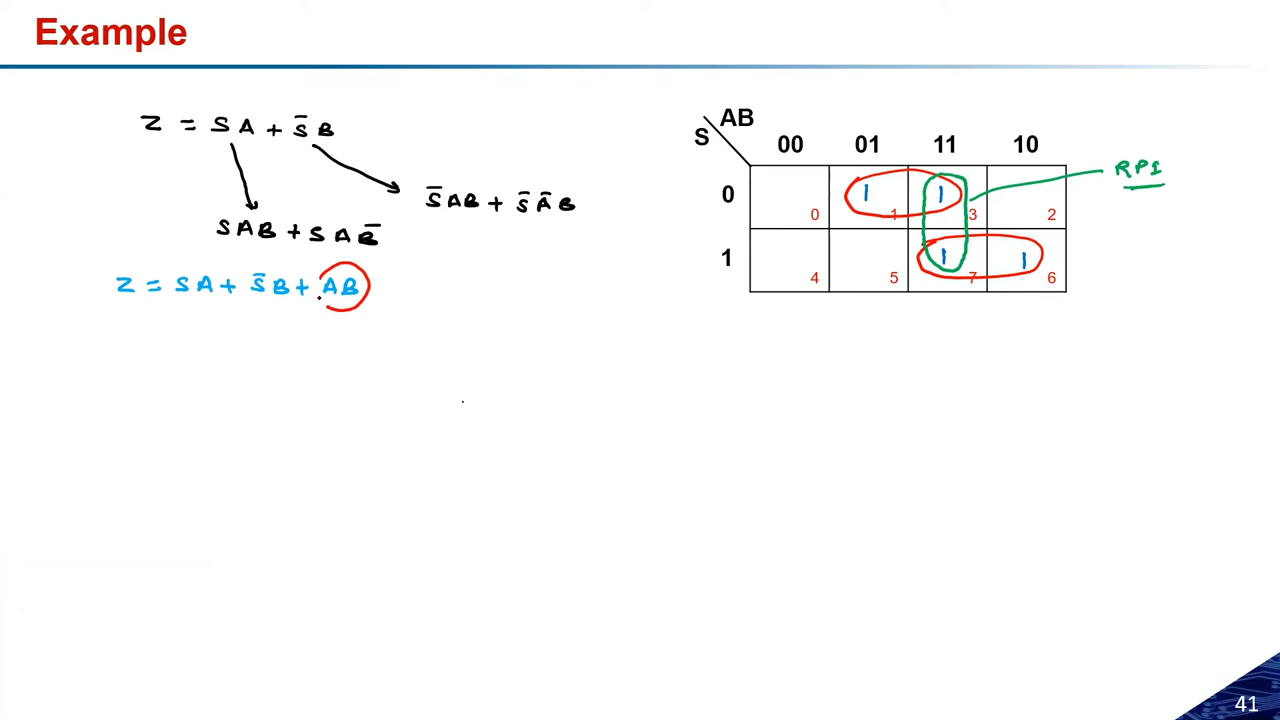 Example
Z = SA + S̄B
S̄AB + S̄ĀB
SAB + SAB̄
Z = SA + S̄B + AB
AB
S
00 01 11 10
0 1 1
0 1 3 2
1 1 1
4 5 7 6
RPI
41